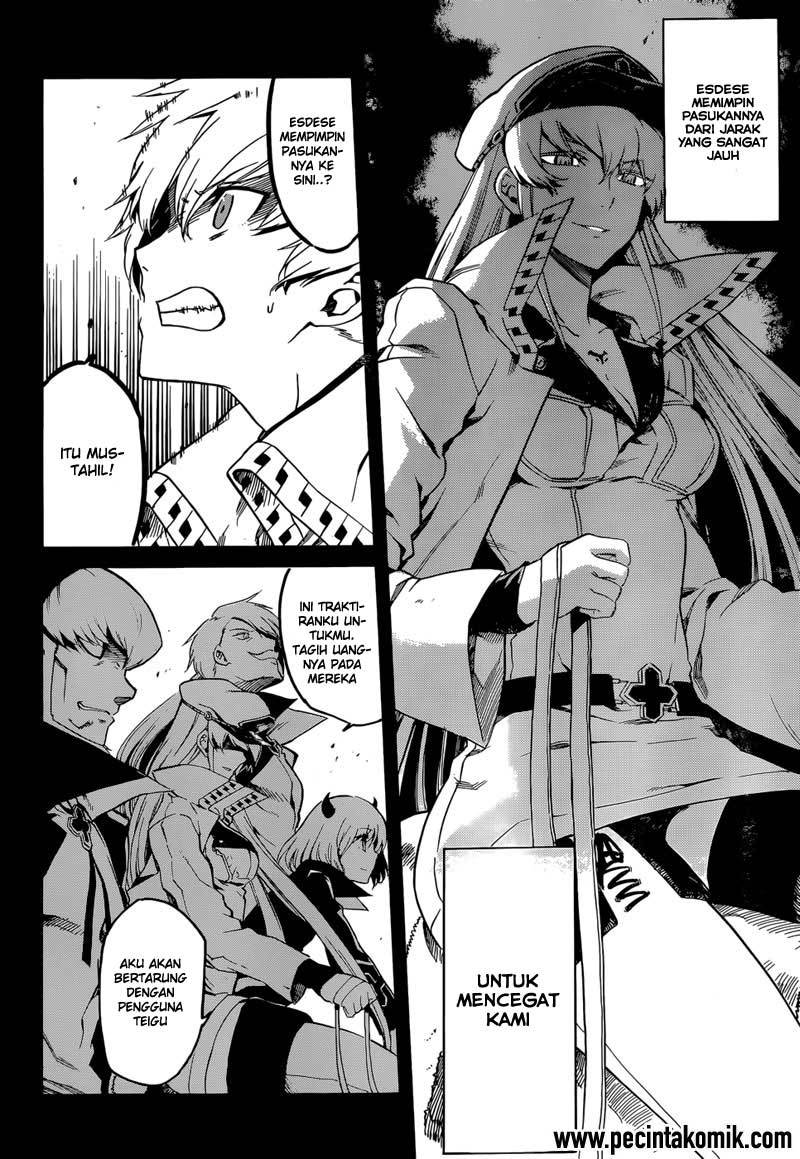 ESDESE
MEMIMPIN
PASUKANNYA
DARI JARAK
YANG SANGAT
JAUH
UNTUK
MENCEGAT
KAMI
ESDESE
MEMPIMPIN
PASUKAN-
NYA KE
SINI..?
ITU MUS-
TAHIL!
INI TRAKTI-
RANKU UN-
TUKMU.
TAGIH UANG-
NYA PADA
MEREKA
AKU AKAN
BERTARUNG
DENGAN
PENGGUNA
TEIGU
www.pecintakomik.com